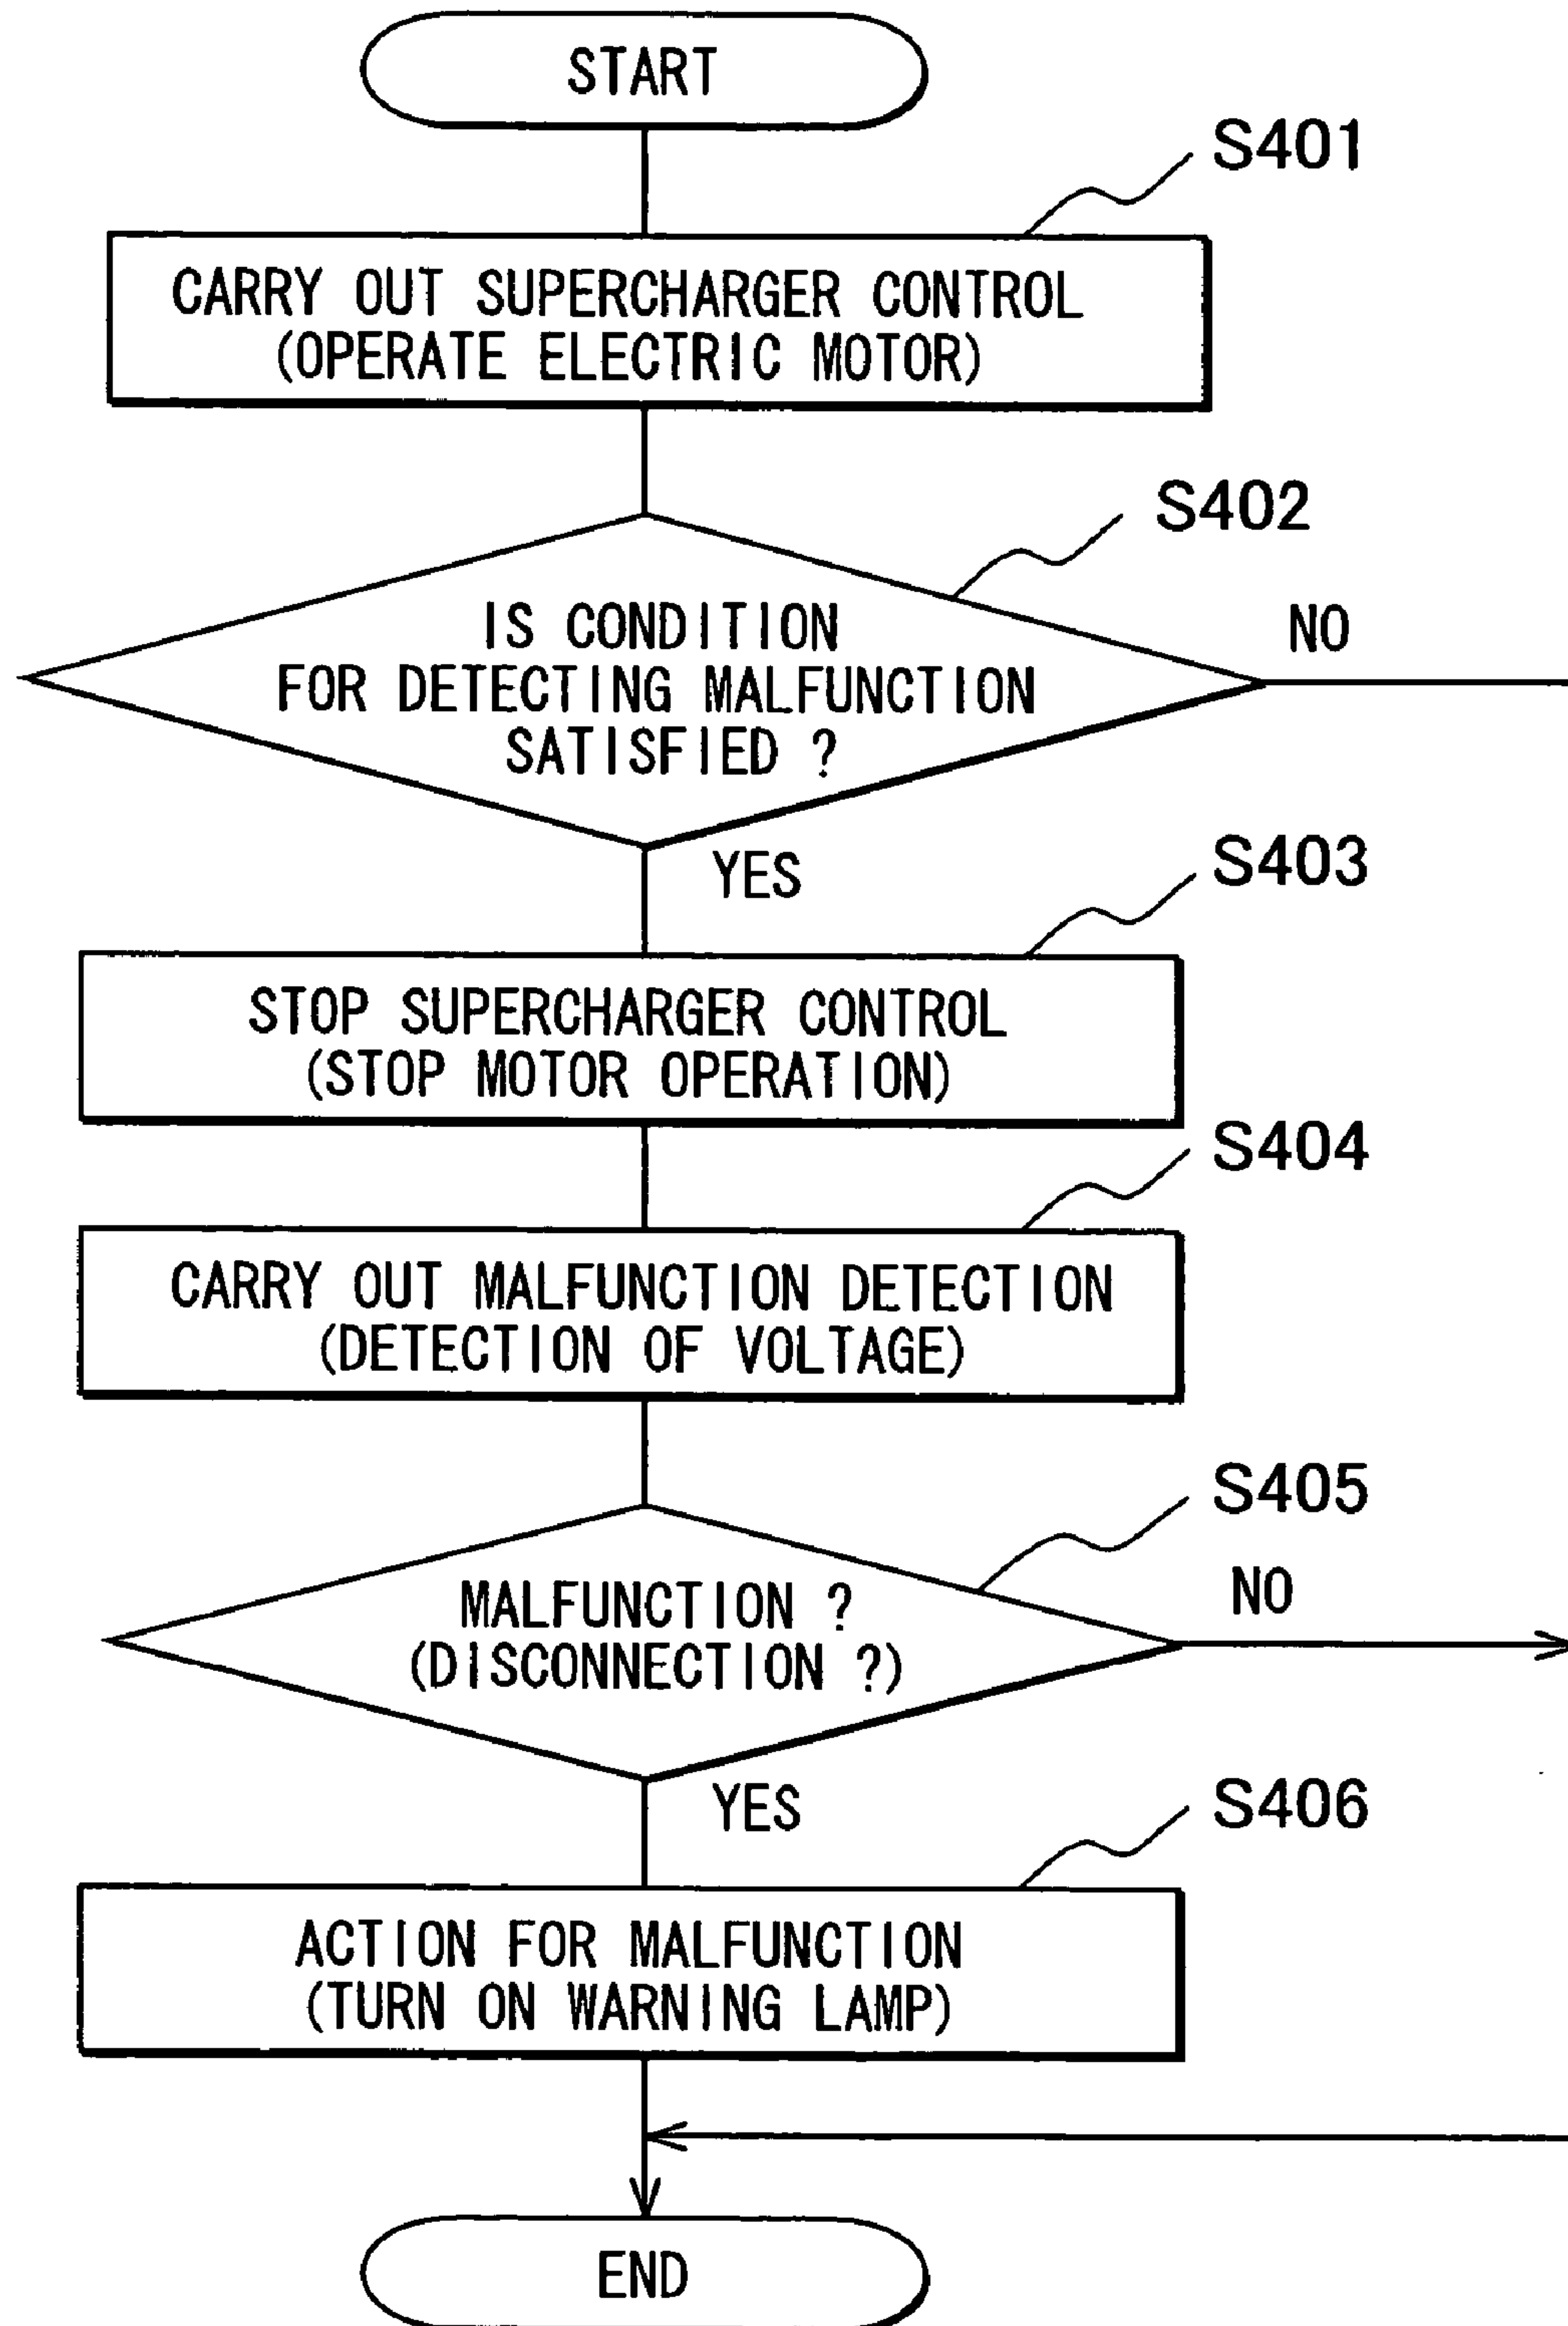 START
S401
CARRY OUT SUPERCHARGER CONTROL
(OPERATE ELECTRIC MOTOR)
S402
IS CONDITION
FOR DETECTING MALFUNCTION
SATISFIED ?
NO
YES
S403
STOP SUPERCHARGER CONTROL
(STOP MOTOR OPERATION)
S404
CARRY OUT MALFUNCTION DETECTION
(DETECTION OF VOLTAGE)
S405
MALFUNCTION ?
(DISCONNECTION ?)
NO
YES
S406
ACTION FOR MALFUNCTION
(TURN ON WARNING LAMP)
END